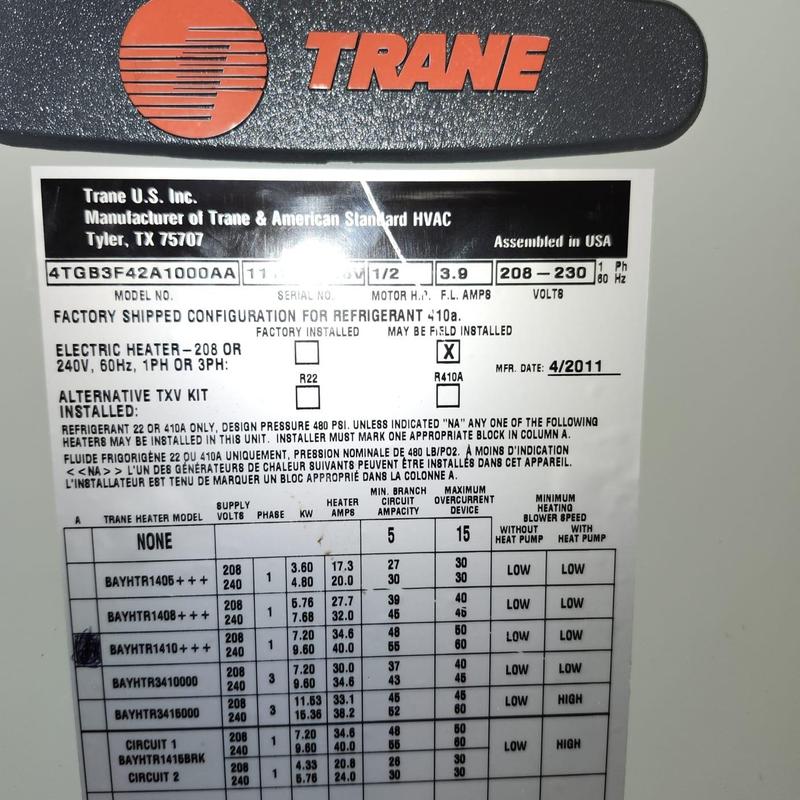 TRANE
Trane U.S. Inc.
Manufacturer of Trane & American Standard HVAC
Tyler, TX 75707 Assembled in USA
4TGB3F42A1000AA 11 V 1/2 3.9 208-230 1 Ph 60 Hz
MODEL NO. SERIAL NO. MOTOR H.P. F.L. AMPS VOLTS
FACTORY SHIPPED CONFIGURATION FOR REFRIGERANT 410a.
FACTORY INSTALLED MAY BE FIELD INSTALLED
ELECTRIC HEATER-208 OR X
240V, 60Hz, 1PH OR 3PH: MFR. DATE: 4/2011
R22 R410A
ALTERNATIVE TXV KIT
INSTALLED:
REFRIGERANT 22 OR 410A ONLY, DESIGN PRESSURE 480 PSI. UNLESS INDICATED "NA" ANY ONE OF THE FOLLOWING
HEATERS MAY BE INSTALLED IN THIS UNIT. INSTALLER MUST MARK ONE APPROPRIATE BLOCK IN COLUMN A.
FLUIDE FRIGORIGÈNE 22 OU 410A UNIQUEMENT, PRESSION NOMINALE DE 480 LB/PO2. À MOINS D'INDICATION
<<NA>> L'UN DES GÉNÉRATEURS DE CHALEUR SUIVANTS PEUVENT ÊTRE INSTALLÉS DANS CET APPAREIL.
L'INSTALLATEUR EST TENU DE MARQUER UN BLOC APPROPRIÉ DANS LA COLONNE A.
A TRANE HEATER MODEL SUPPLY VOLTS PHASE KW HEATER AMPS MIN. BRANCH CIRCUIT AMPACITY MAXIMUM OVERCURRENT DEVICE MINIMUM HEATING BLOWER SPEED
WITHOUT HEAT PUMP WITH HEAT PUMP
NONE 5 15
BAYHTR1405+++ 208 1 3.60 17.3 27 30 LOW LOW
240 4.80 20.0 30 30
BAYHTR1408+++ 208 1 5.76 27.7 39 40 LOW LOW
240 7.68 32.0 45 45
BAYHTR1410+++ 208 1 7.20 34.6 48 50 LOW LOW
240 9.60 40.0 55 60
BAYHTR3410000 208 3 7.20 30.0 37 40 LOW LOW
240 9.60 34.6 43 45
BAYHTR3415000 208 3 11.53 33.1 45 45 LOW HIGH
240 15.36 38.2 52 60
CIRCUIT 1 208 1 7.20 34.6 48 50 LOW HIGH
240 9.60 40.0 55 60
BAYHTR1415BRK
CIRCUIT 2 208 1 4.33 20.8 26 30
240 5.76 24.0 30 30